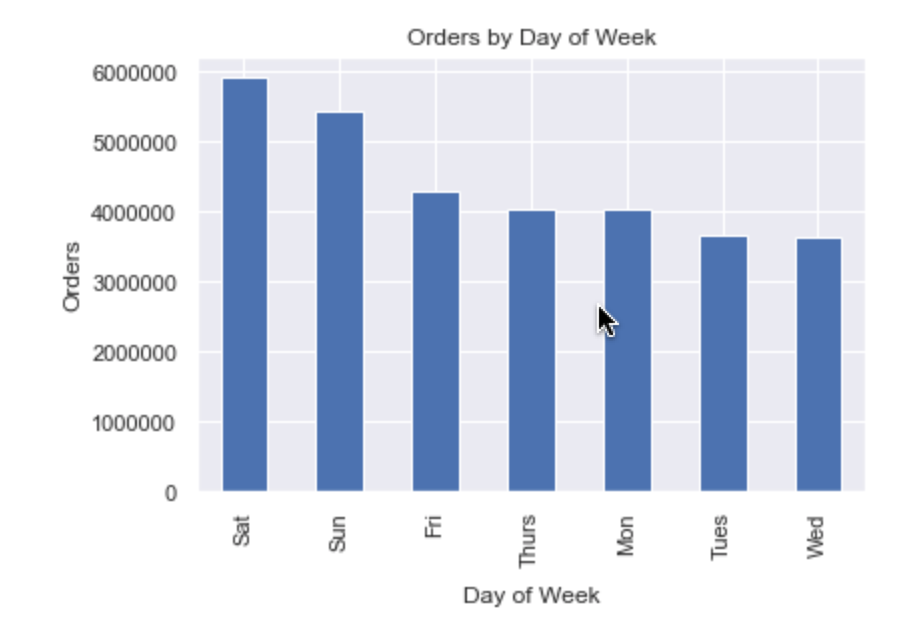 Orders by Day of Week
6000000
5000000
4000000
3000000
2000000
1000000
0
Orders
Sat
Sun
Fri
Thurs
Mon
Tues
Wed
Day of Week